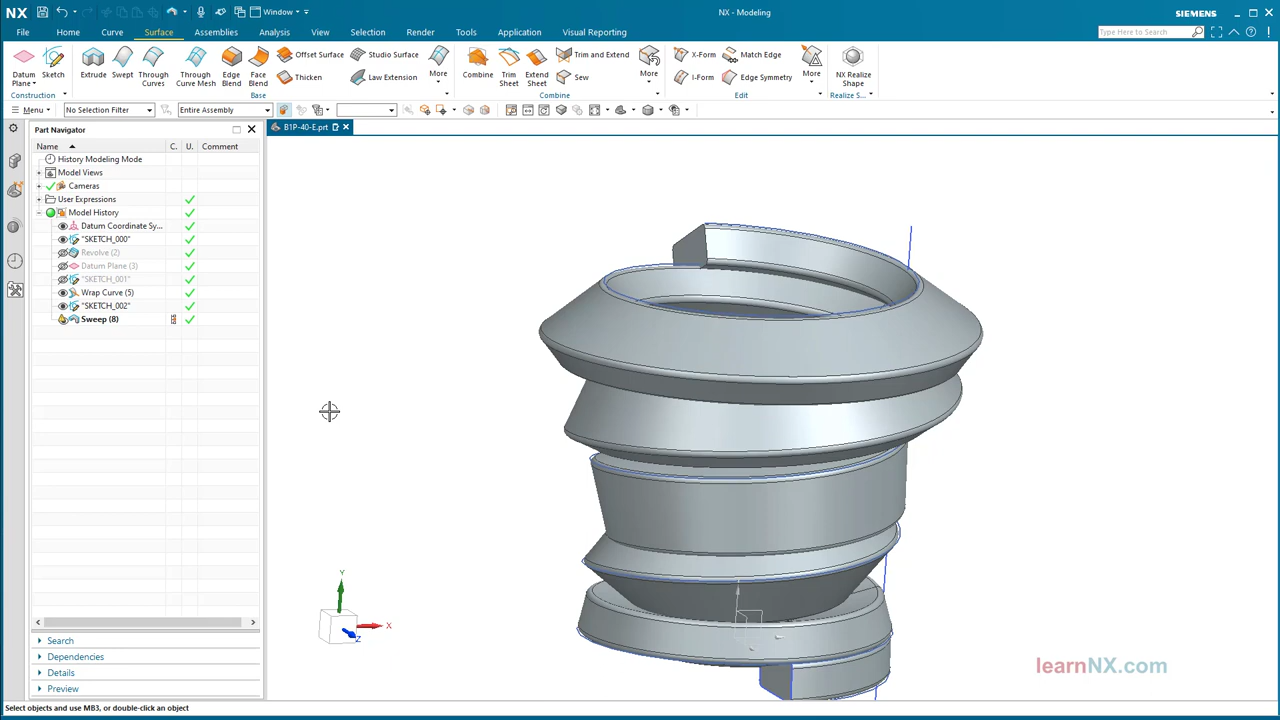 NX
Window
NX - Modeling
SIEMENS
File
Home
Curve
Surface
Assemblies
Analysis
View
Selection
Render
Tools
Application
Visual Reporting
Type Here to Search
Datum Plane
Sketch
Extrude
Swept
Through Curves
Through Curve Mesh
Edge Blend
Face Blend
Offset Surface
Thicken
Studio Surface
Law Extension
More
Combine
Trim Sheet
Extend Sheet
Trim and Extend
Sew
More
X-Form
I-Form
Match Edge
Edge Symmetry
More
NX Realize Shape
Construction
Base
Combine
Edit
Realize S...
Menu
No Selection Filter
Entire Assembly
Part Navigator
B1P-40-E.prt
Name
C.
U.
Comment
History Modeling Mode
Model Views
Cameras
User Expressions
Model History
Datum Coordinate Sy...
"SKETCH_000"
Revolve (2)
Datum Plane (3)
"SKETCH_001"
Wrap Curve (5)
"SKETCH_002"
Sweep (8)
Y
X
Z
Search
Dependencies
Details
Preview
learnNX.com
Select objects and use MB3, or double-click an object